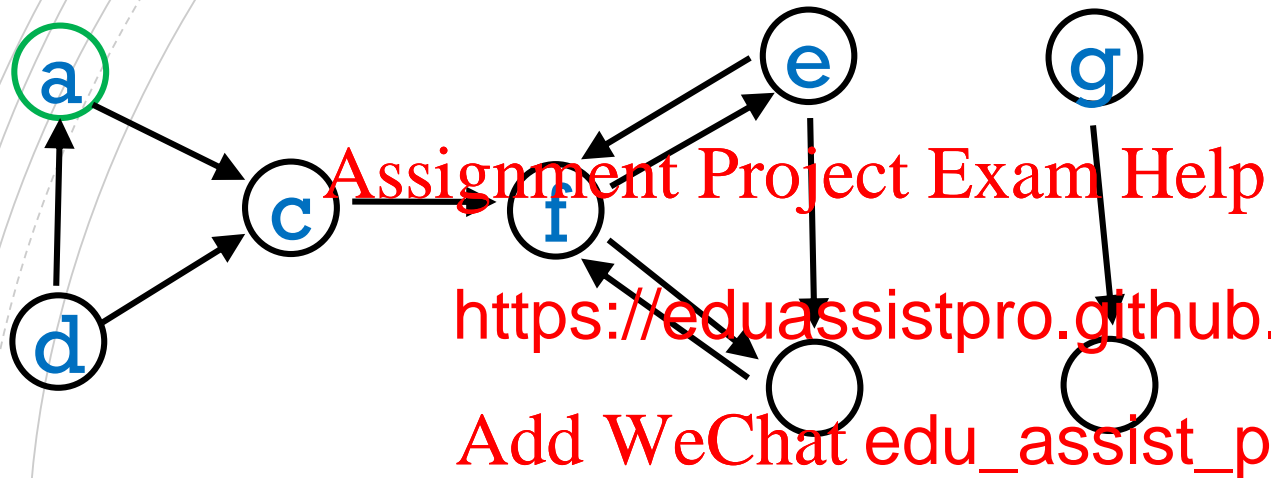 a
e
g
Assignment Project Exam Help
c
f
https://eduassistpro.github.
d
Add WeChat edu_assist_p